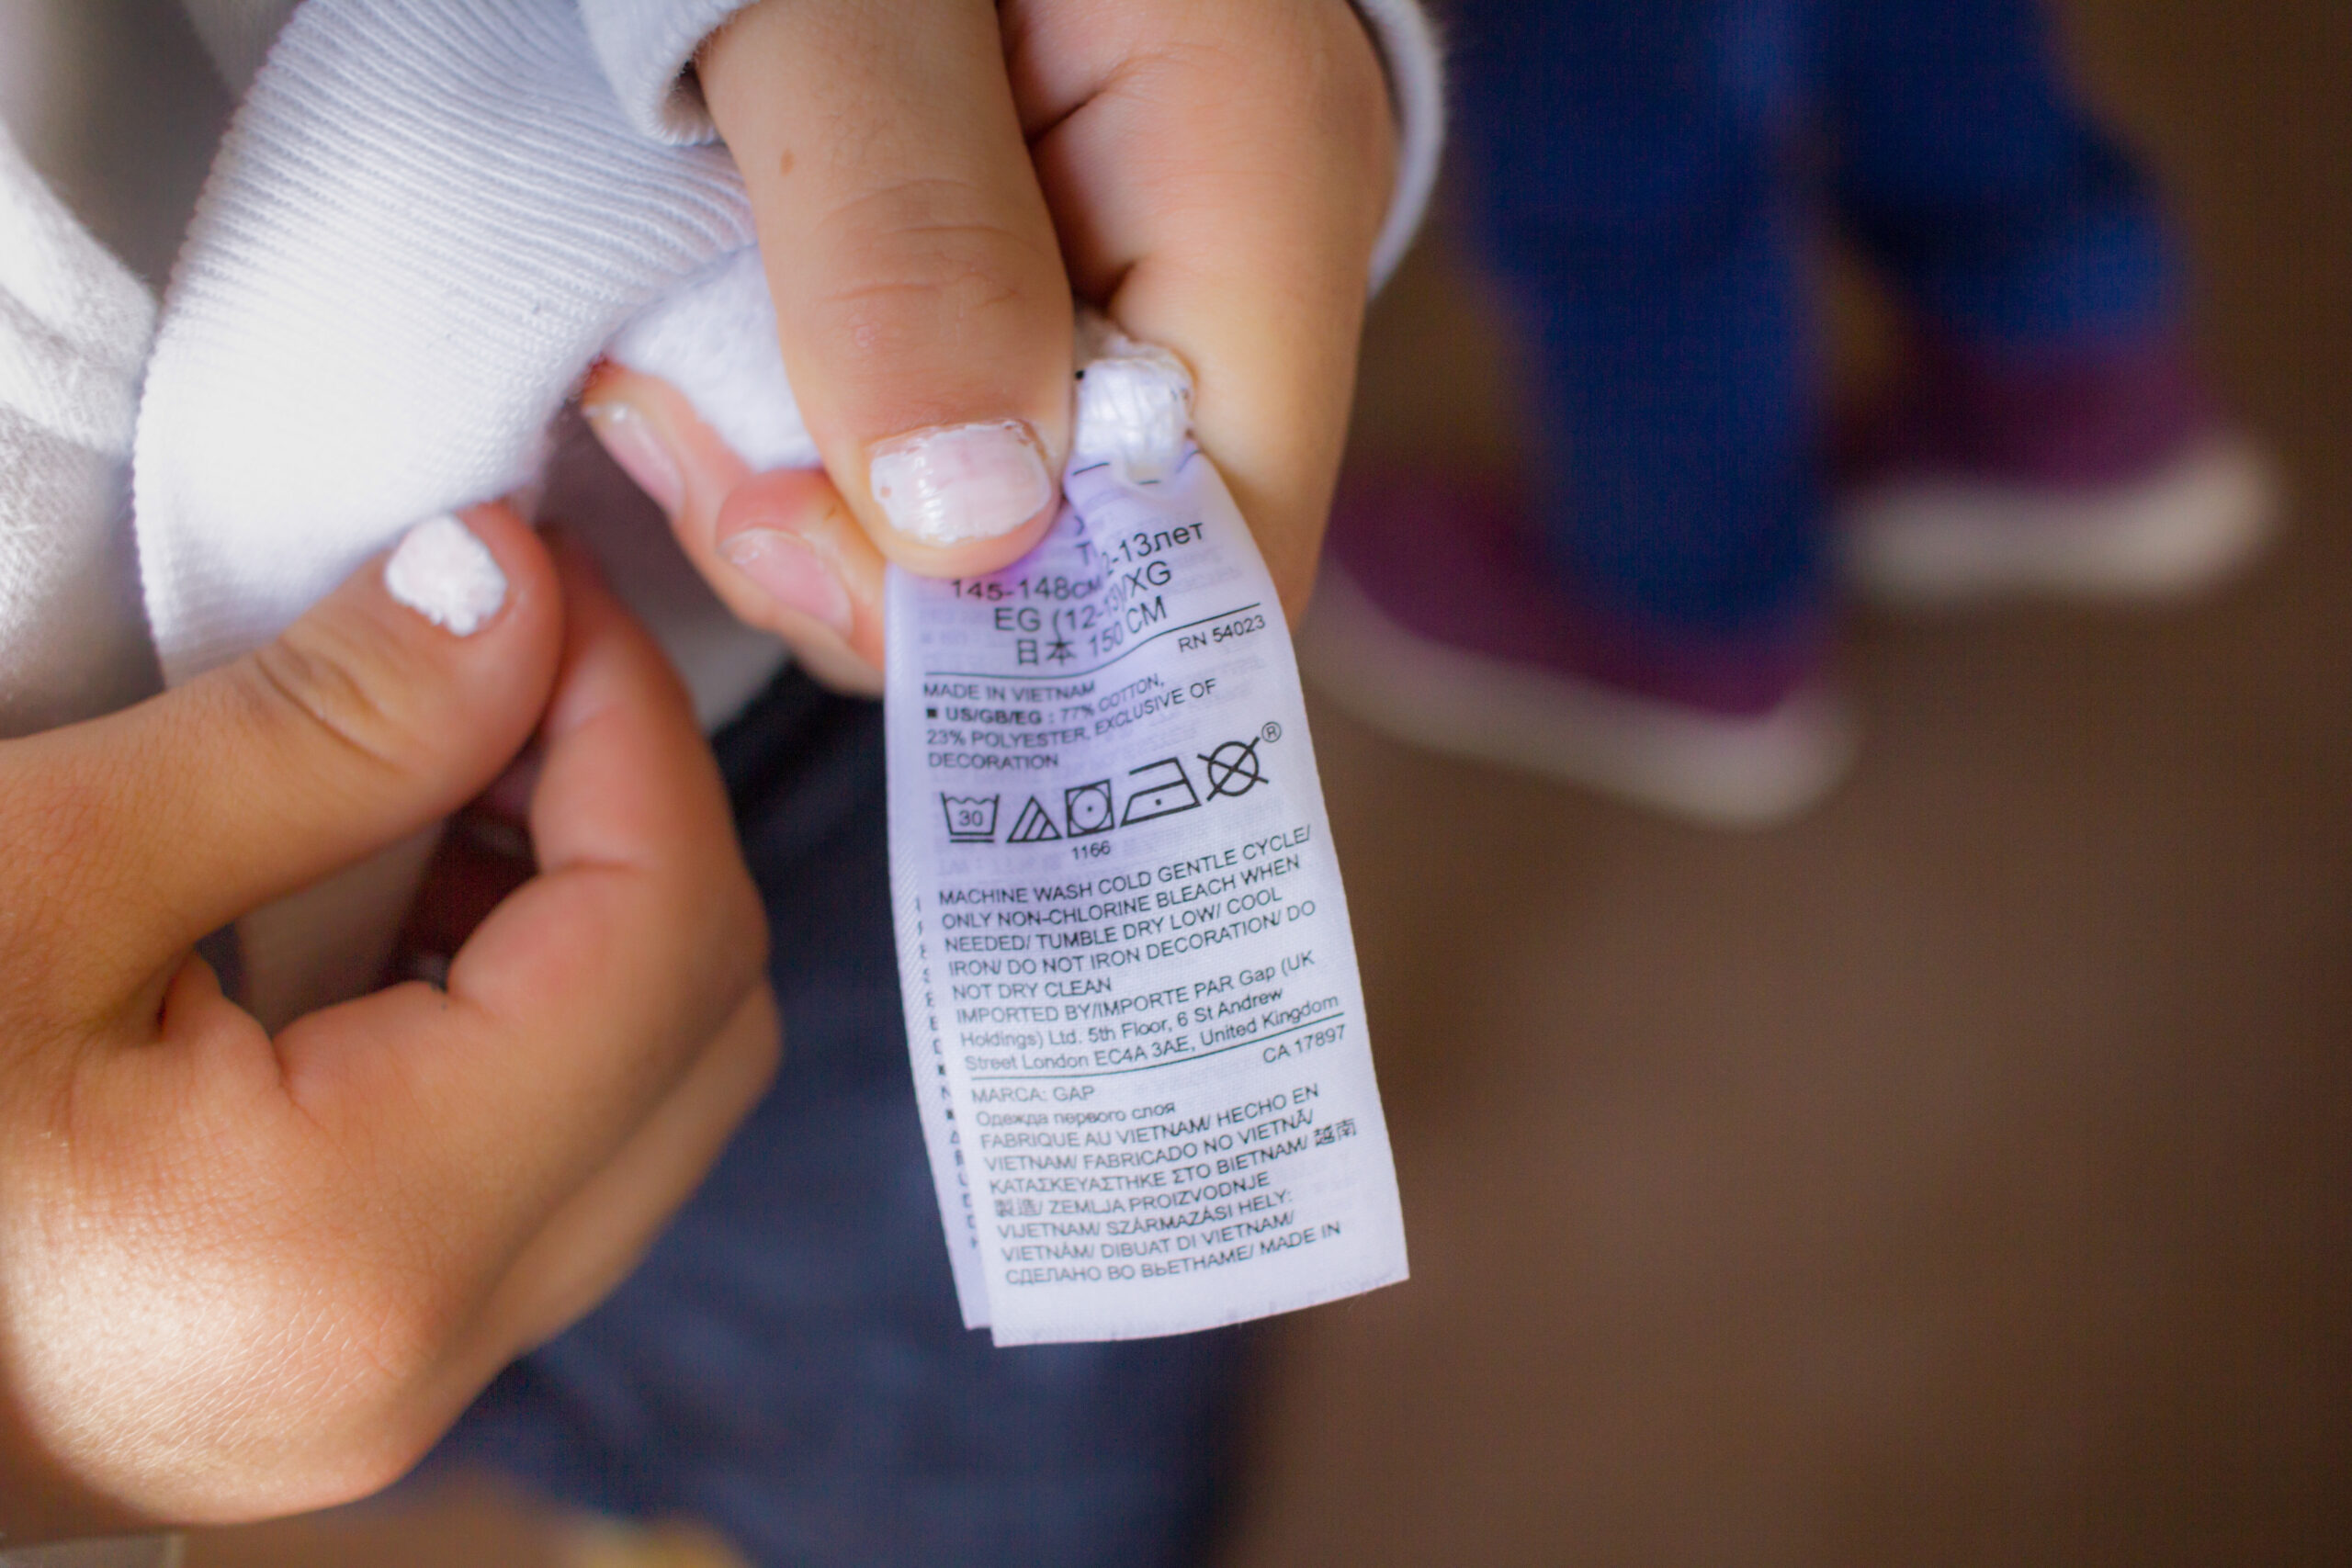 2-13лет
145-148CM
EG (12-13)/XG
日本 150 CM
RN 54023
MADE IN VIETNAM
■ US/GB/EG : 77% COTTON,
23% POLYESTER, EXCLUSIVE OF
DECORATION
®
30
1166
MACHINE WASH COLD GENTLE CYCLE/
ONLY NON-CHLORINE BLEACH WHEN
NEEDED/ TUMBLE DRY LOW/ COOL
IRON/ DO NOT IRON DECORATION/ DO
NOT DRY CLEAN
IMPORTED BY/IMPORTE PAR Gap (UK
Holdings) Ltd. 5th Floor, 6 St Andrew
Street London EC4A 3AE, United Kingdom
CA 17897
MARCA: GAP
Одежда первого слоя
FABRIQUE AU VIETNAM/ HECHO EN
VIETNAM/ FABRICADO NO VIETNÃ/
ΚΑΤΑΣΚΕΥΑΣΤΗΚΕ ΣΤΟ ΒΙΕΤΝΑΜ/ 越南
製造/ ZEMLJA PROIZVODNJE
VIJETNAM/ SZÁRMAZÁSI HELY:
VIETNÁM/ DIBUAT DI VIETNAM/
СДЕЛАНО ВО ВЬЕТНАМЕ/ MADE IN